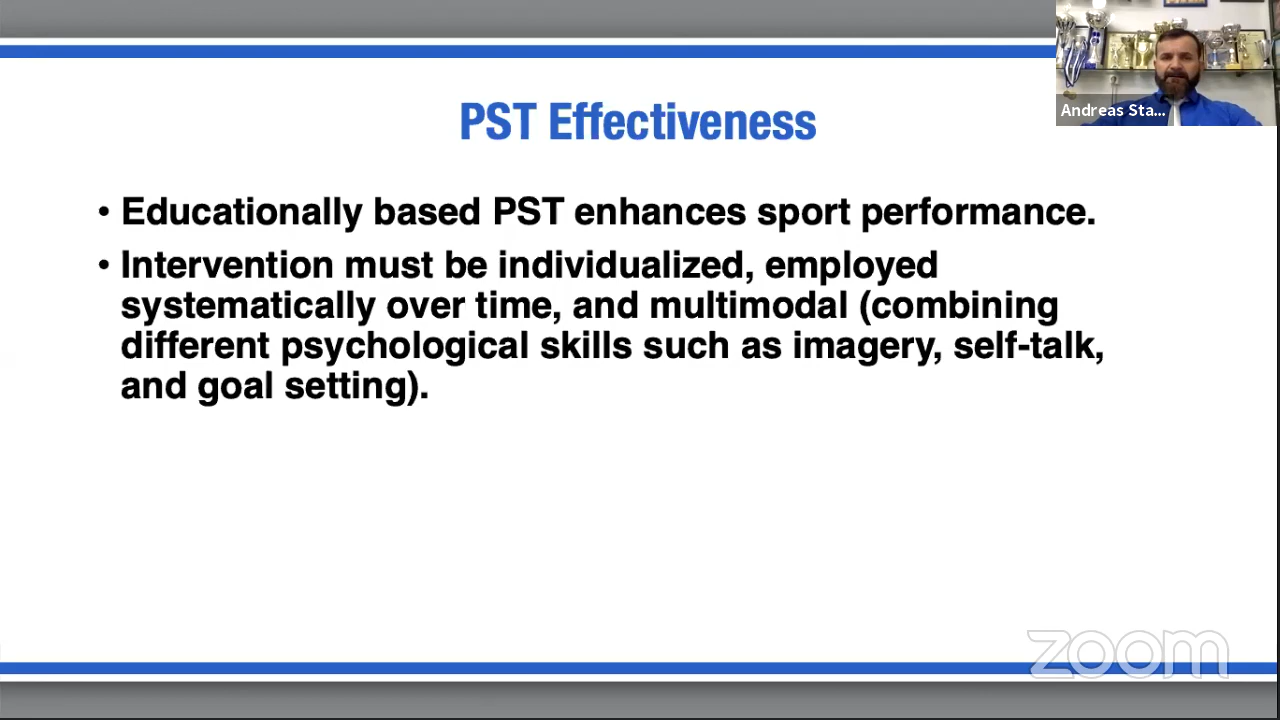 PST Effectiveness
Andreas Sta...
• Educationally based PST enhances sport performance.
• Intervention must be individualized, employed
systematically over time, and multimodal (combining
different psychological skills such as imagery, self-talk,
and goal setting).
zoom